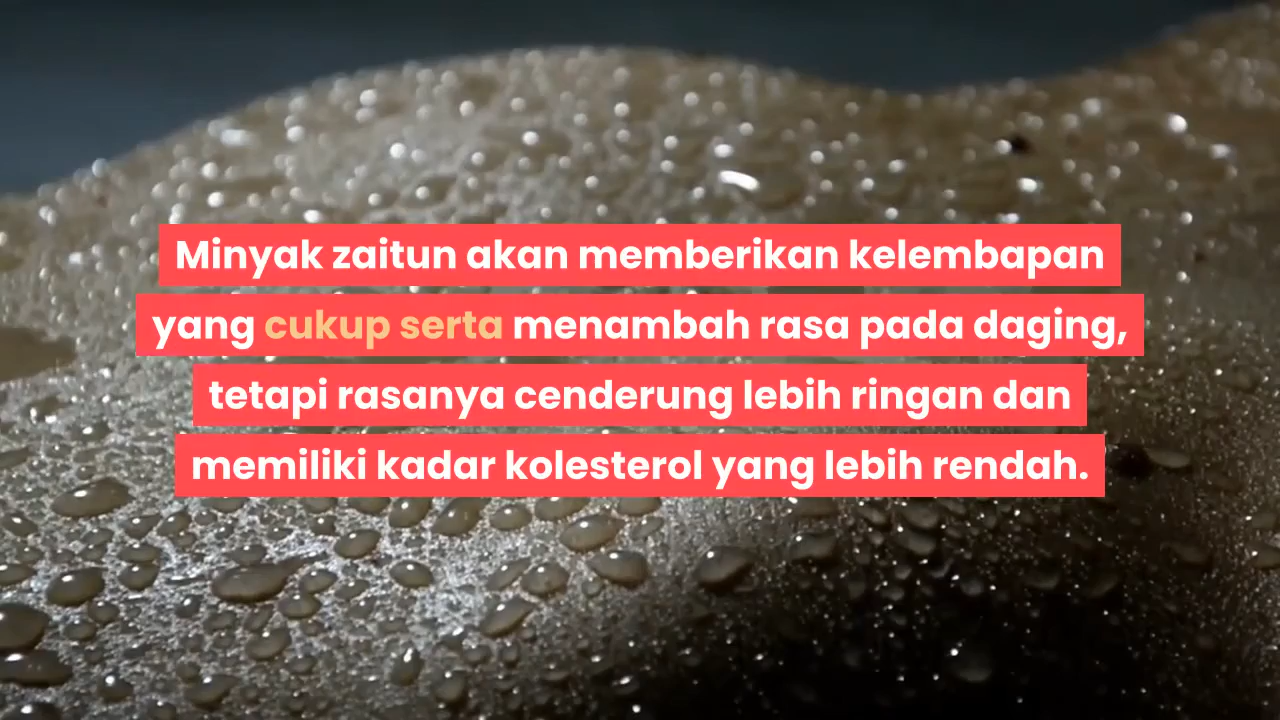 Minyak zaitun akan memberikan kelembapan
yang cukup serta menambah rasa pada daging,
tetapi rasanya cenderung lebih ringan dan
memiliki kadar kolesterol yang lebih rendah.